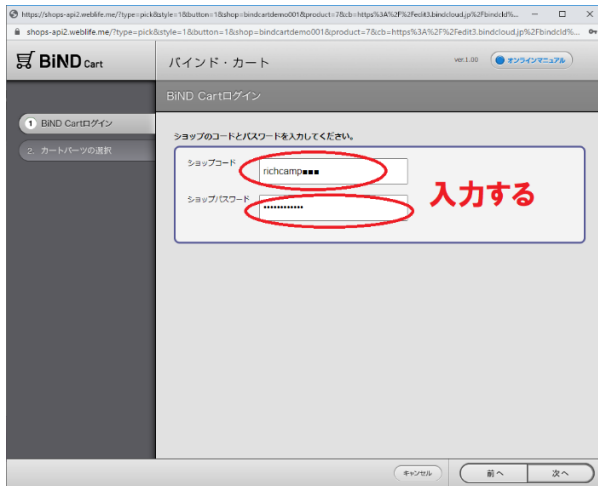 https://shops-api2.weblife.me/?type=pick&style=1&button=1&shop=bindcartdemo001&product=7&cb=https%3A%2F%2Fedit3.bindcloud.jp%2Fbindcld%...
shops-api2.weblife.me/?type=pick&style=1&button=1&shop=bindcartdemo001&product=7&cb=https%3A%2F%2Fedit3.bindcloud.jp%2Fbindcld%...
BiND Cart
バインド・カート
ver.1.00
オンラインマニュアル
BiND Cartログイン
1 BiND Cartログイン
2. カートパーツの選択
ショップのコードとパスワードを入力してください。
ショップコード
richcamp■■■
ショップパスワード
••••••••••••
入力する
キャンセル
前へ
次へ